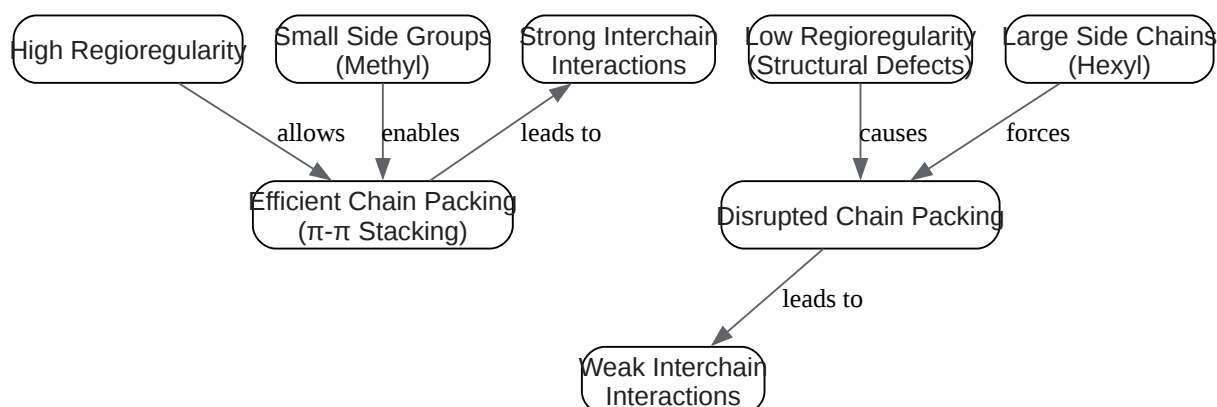 High Regioregularity
Small Side Groups
(Methyl)
Strong Interchain
Interactions
Low Regioregularity
(Structural Defects)
Large Side Chains
(Hexyl)
allows
enables
leads to
causes
forces
Efficient Chain Packing
(π-π Stacking)
Disrupted Chain Packing
leads to
Weak Interchain
Interactions